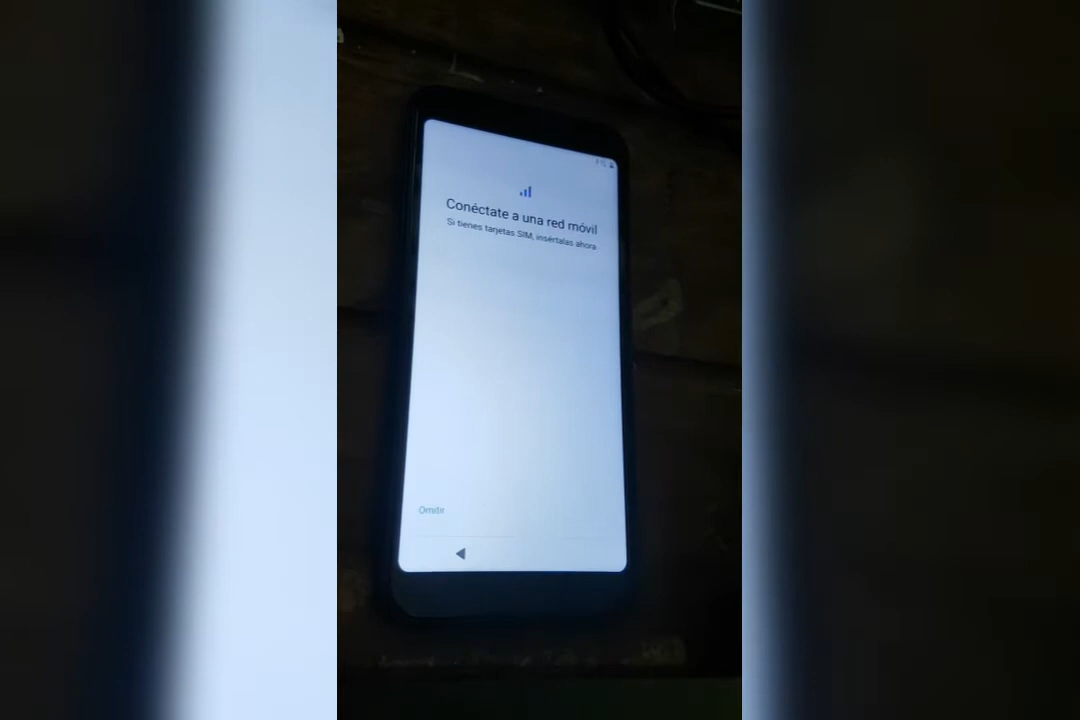 Conéctate a una red móvil
Si tienes tarjetas SIM, insértalas ahora
Omitir